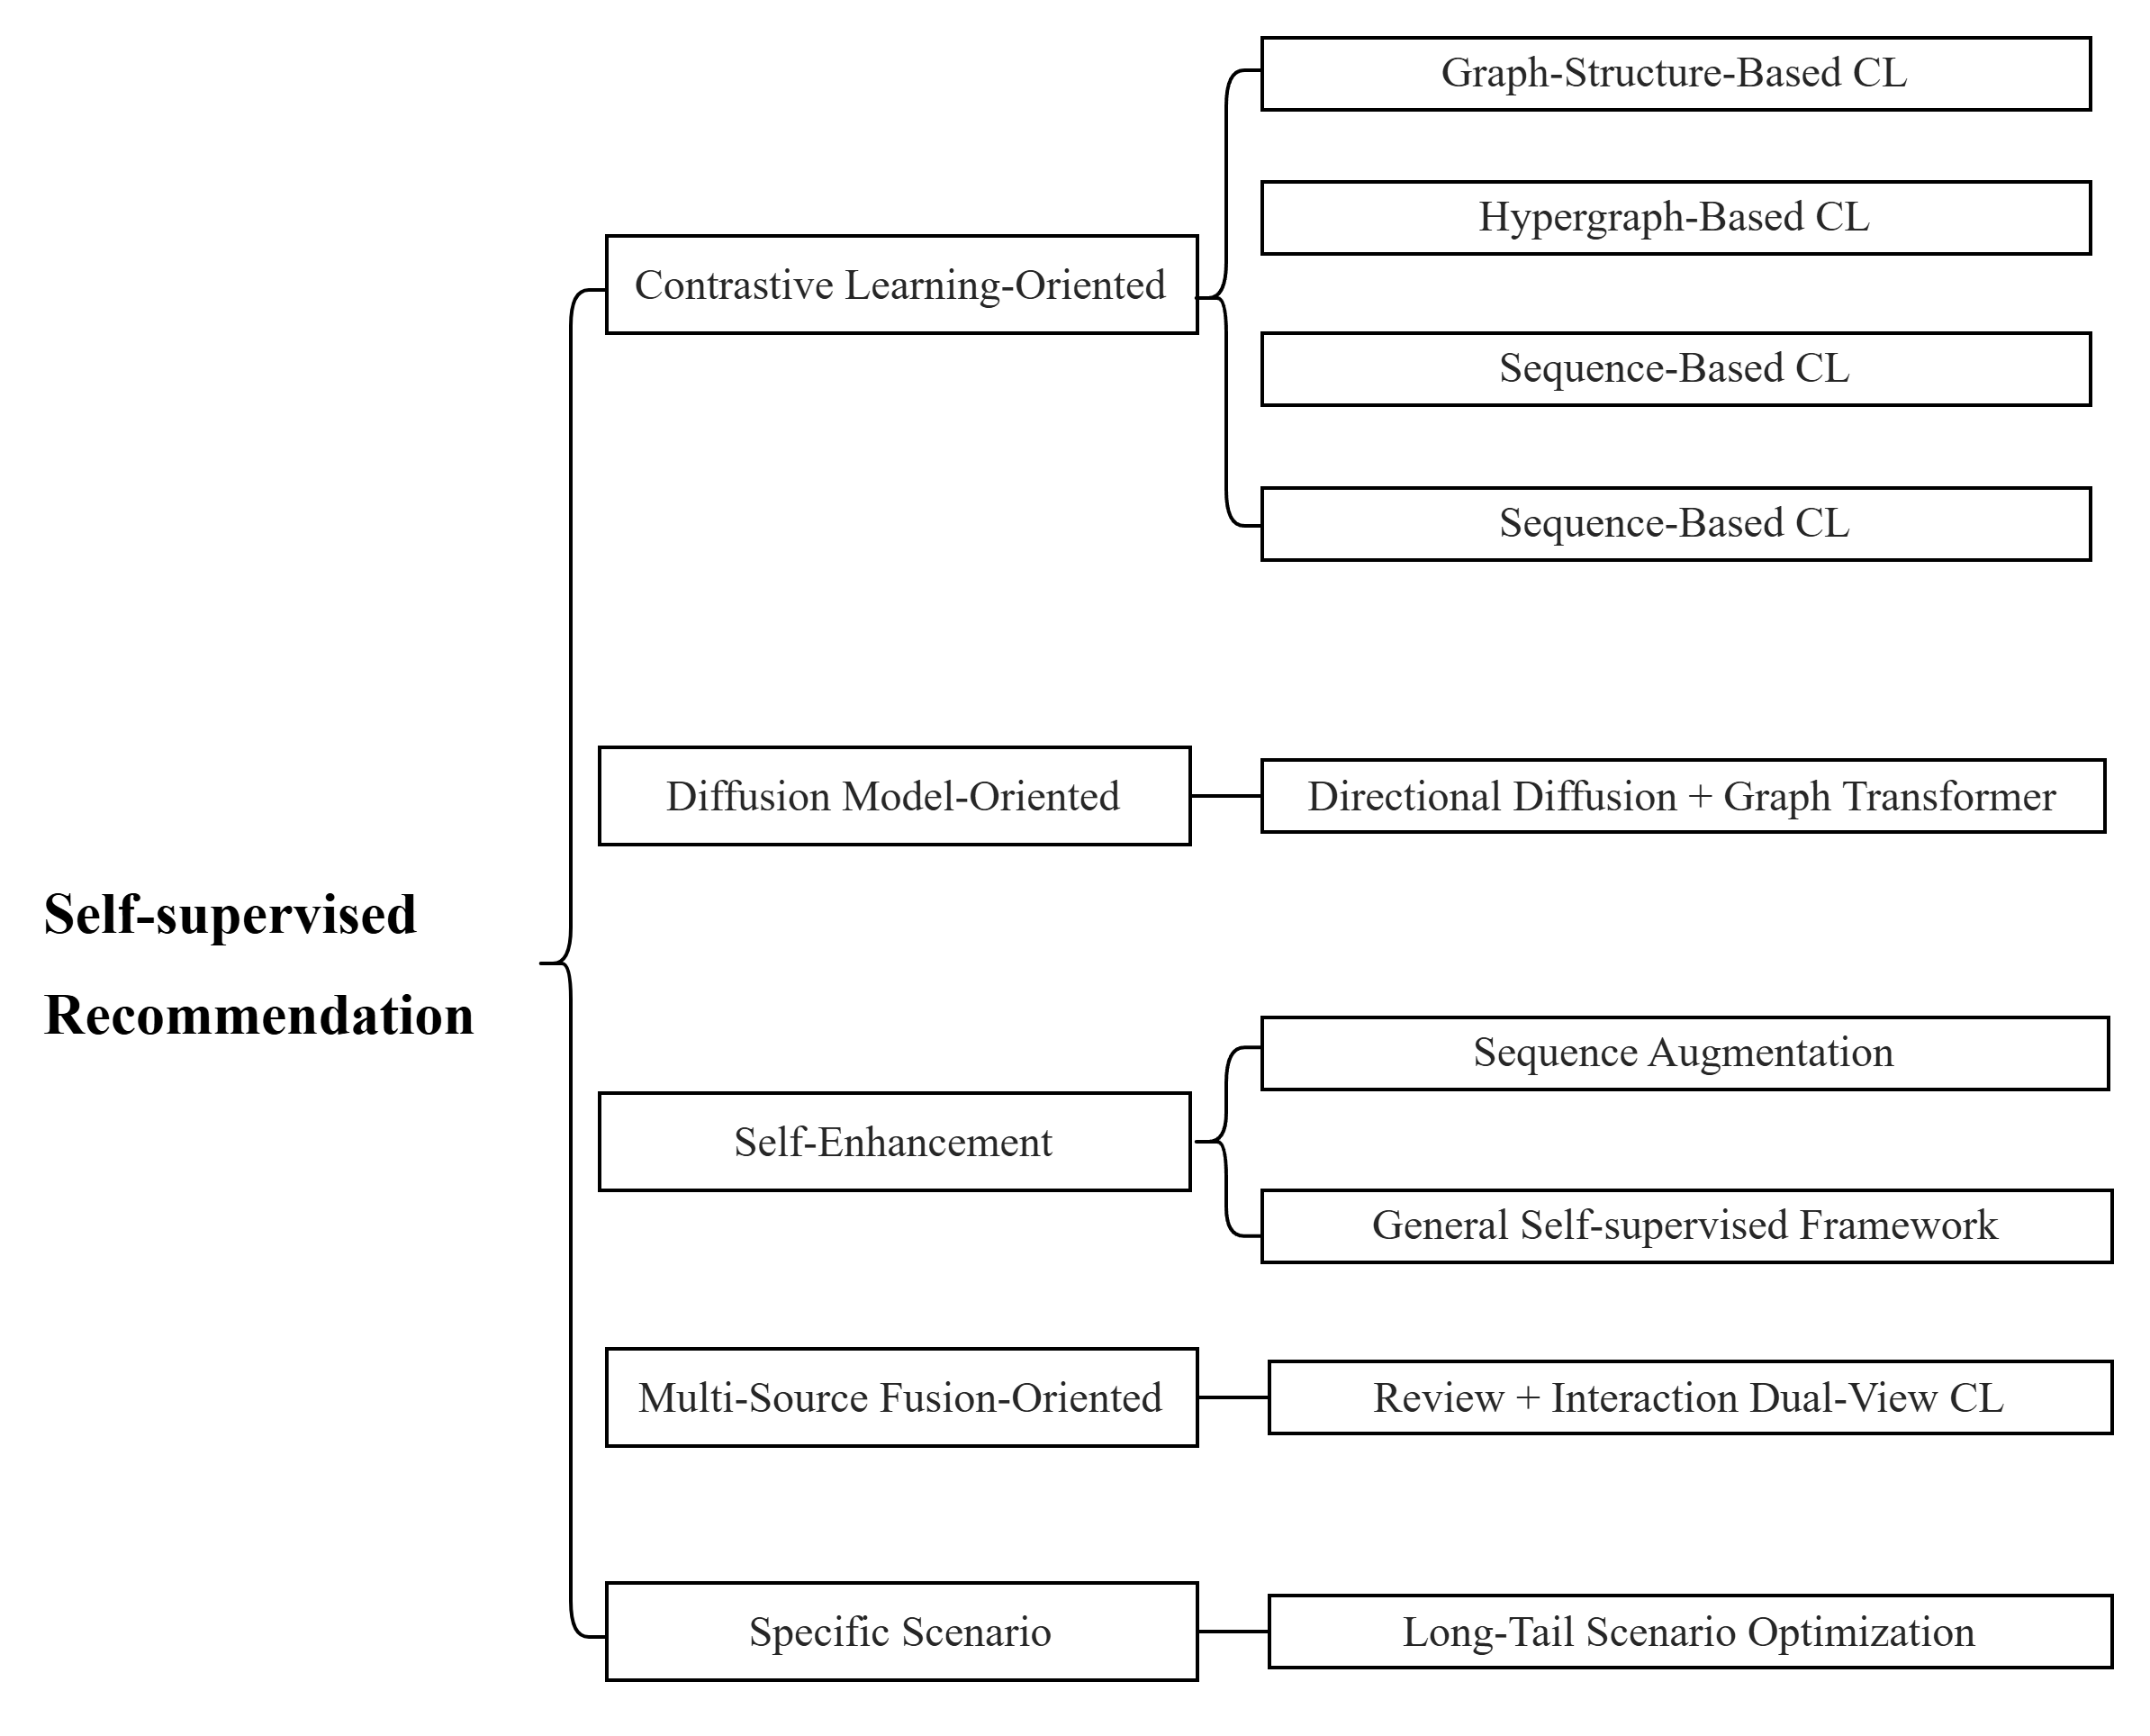 Self-supervised
Recommendation
Contrastive Learning-Oriented
Graph-Structure-Based CL
Hypergraph-Based CL
Sequence-Based CL
Sequence-Based CL
Diffusion Model-Oriented
Directional Diffusion + Graph Transformer
Self-Enhancement
Sequence Augmentation
General Self-supervised Framework
Multi-Source Fusion-Oriented
Review + Interaction Dual-View CL
Specific Scenario
Long-Tail Scenario Optimization